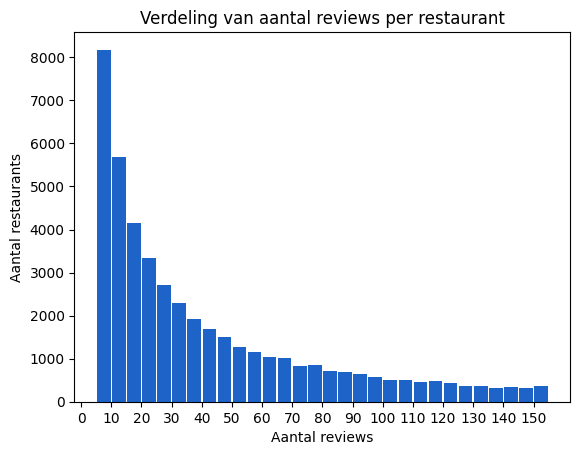 Verdeling van aantal reviews per restaurant
Aantal restaurants
8000
7000
6000
5000
4000
3000
2000
1000
0
0 10 20 30 40 50 60 70 80 90 100 110 120 130 140 150
Aantal reviews